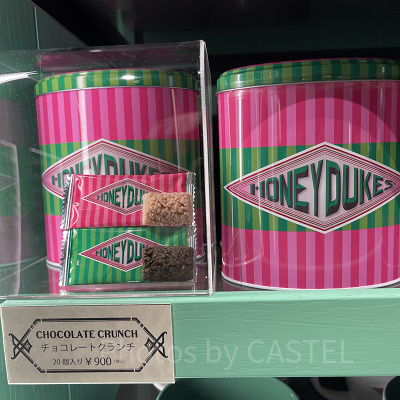 HONEYDUKES
HONEYDUKES
HONEYDUKES
HONEYDUKES
CHOCOLATE CRUNCH
チョコレートクランチ
20個入り ¥900
Photos by CASTEL